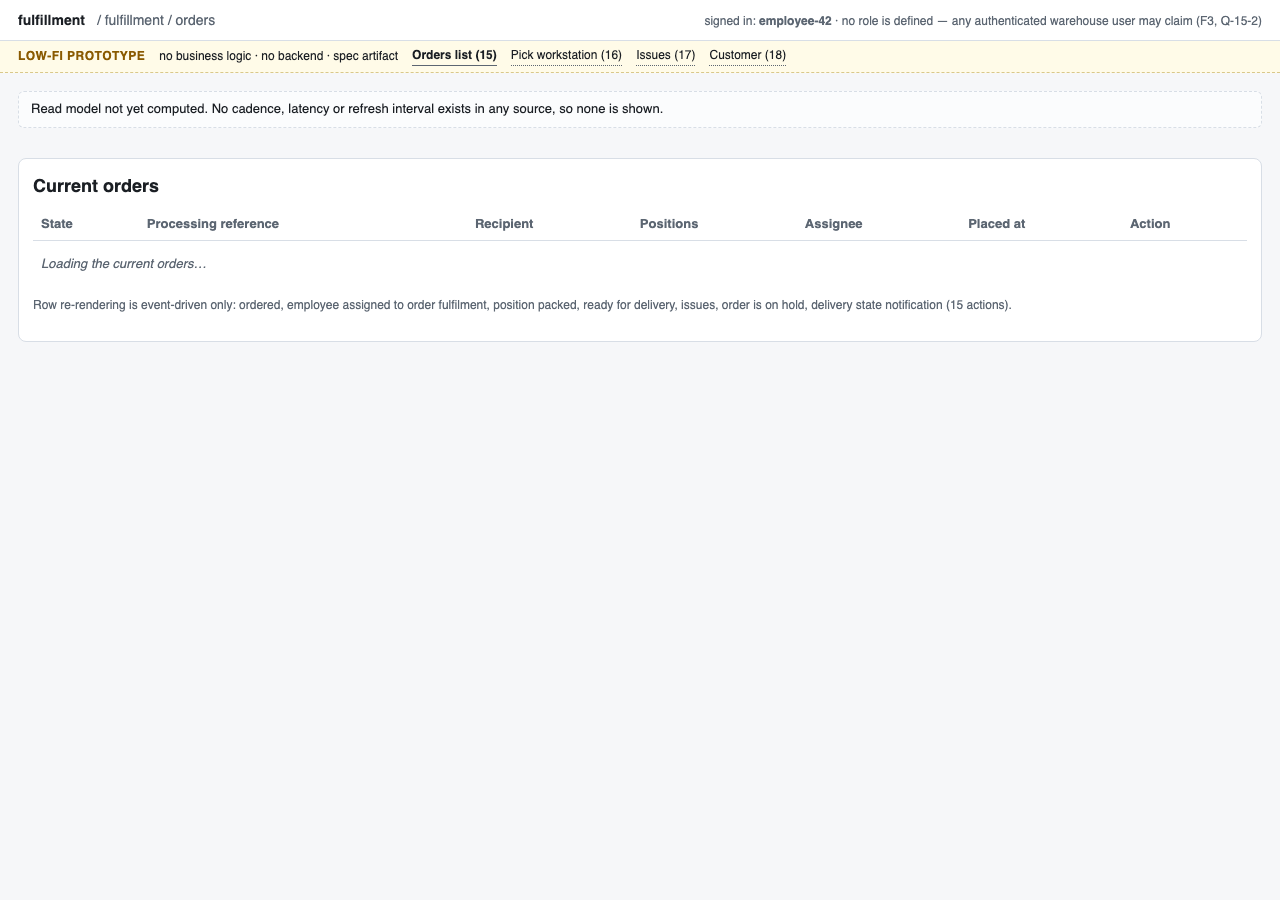 fulfillment / fulfillment / orders
signed in: employee-42 · no role is defined — any authenticated warehouse user may claim (F3, Q-15-2)
LOW-FI PROTOTYPE no business logic · no backend · spec artifact Orders list (15) Pick workstation (16) Issues (17) Customer (18)
Read model not yet computed. No cadence, latency or refresh interval exists in any source, so none is shown.
Current orders
State Processing reference Recipient Positions Assignee Placed at Action
Loading the current orders…
Row re-rendering is event-driven only: ordered, employee assigned to order fulfilment, position packed, ready for delivery, issues, order is on hold, delivery state notification (15 actions).